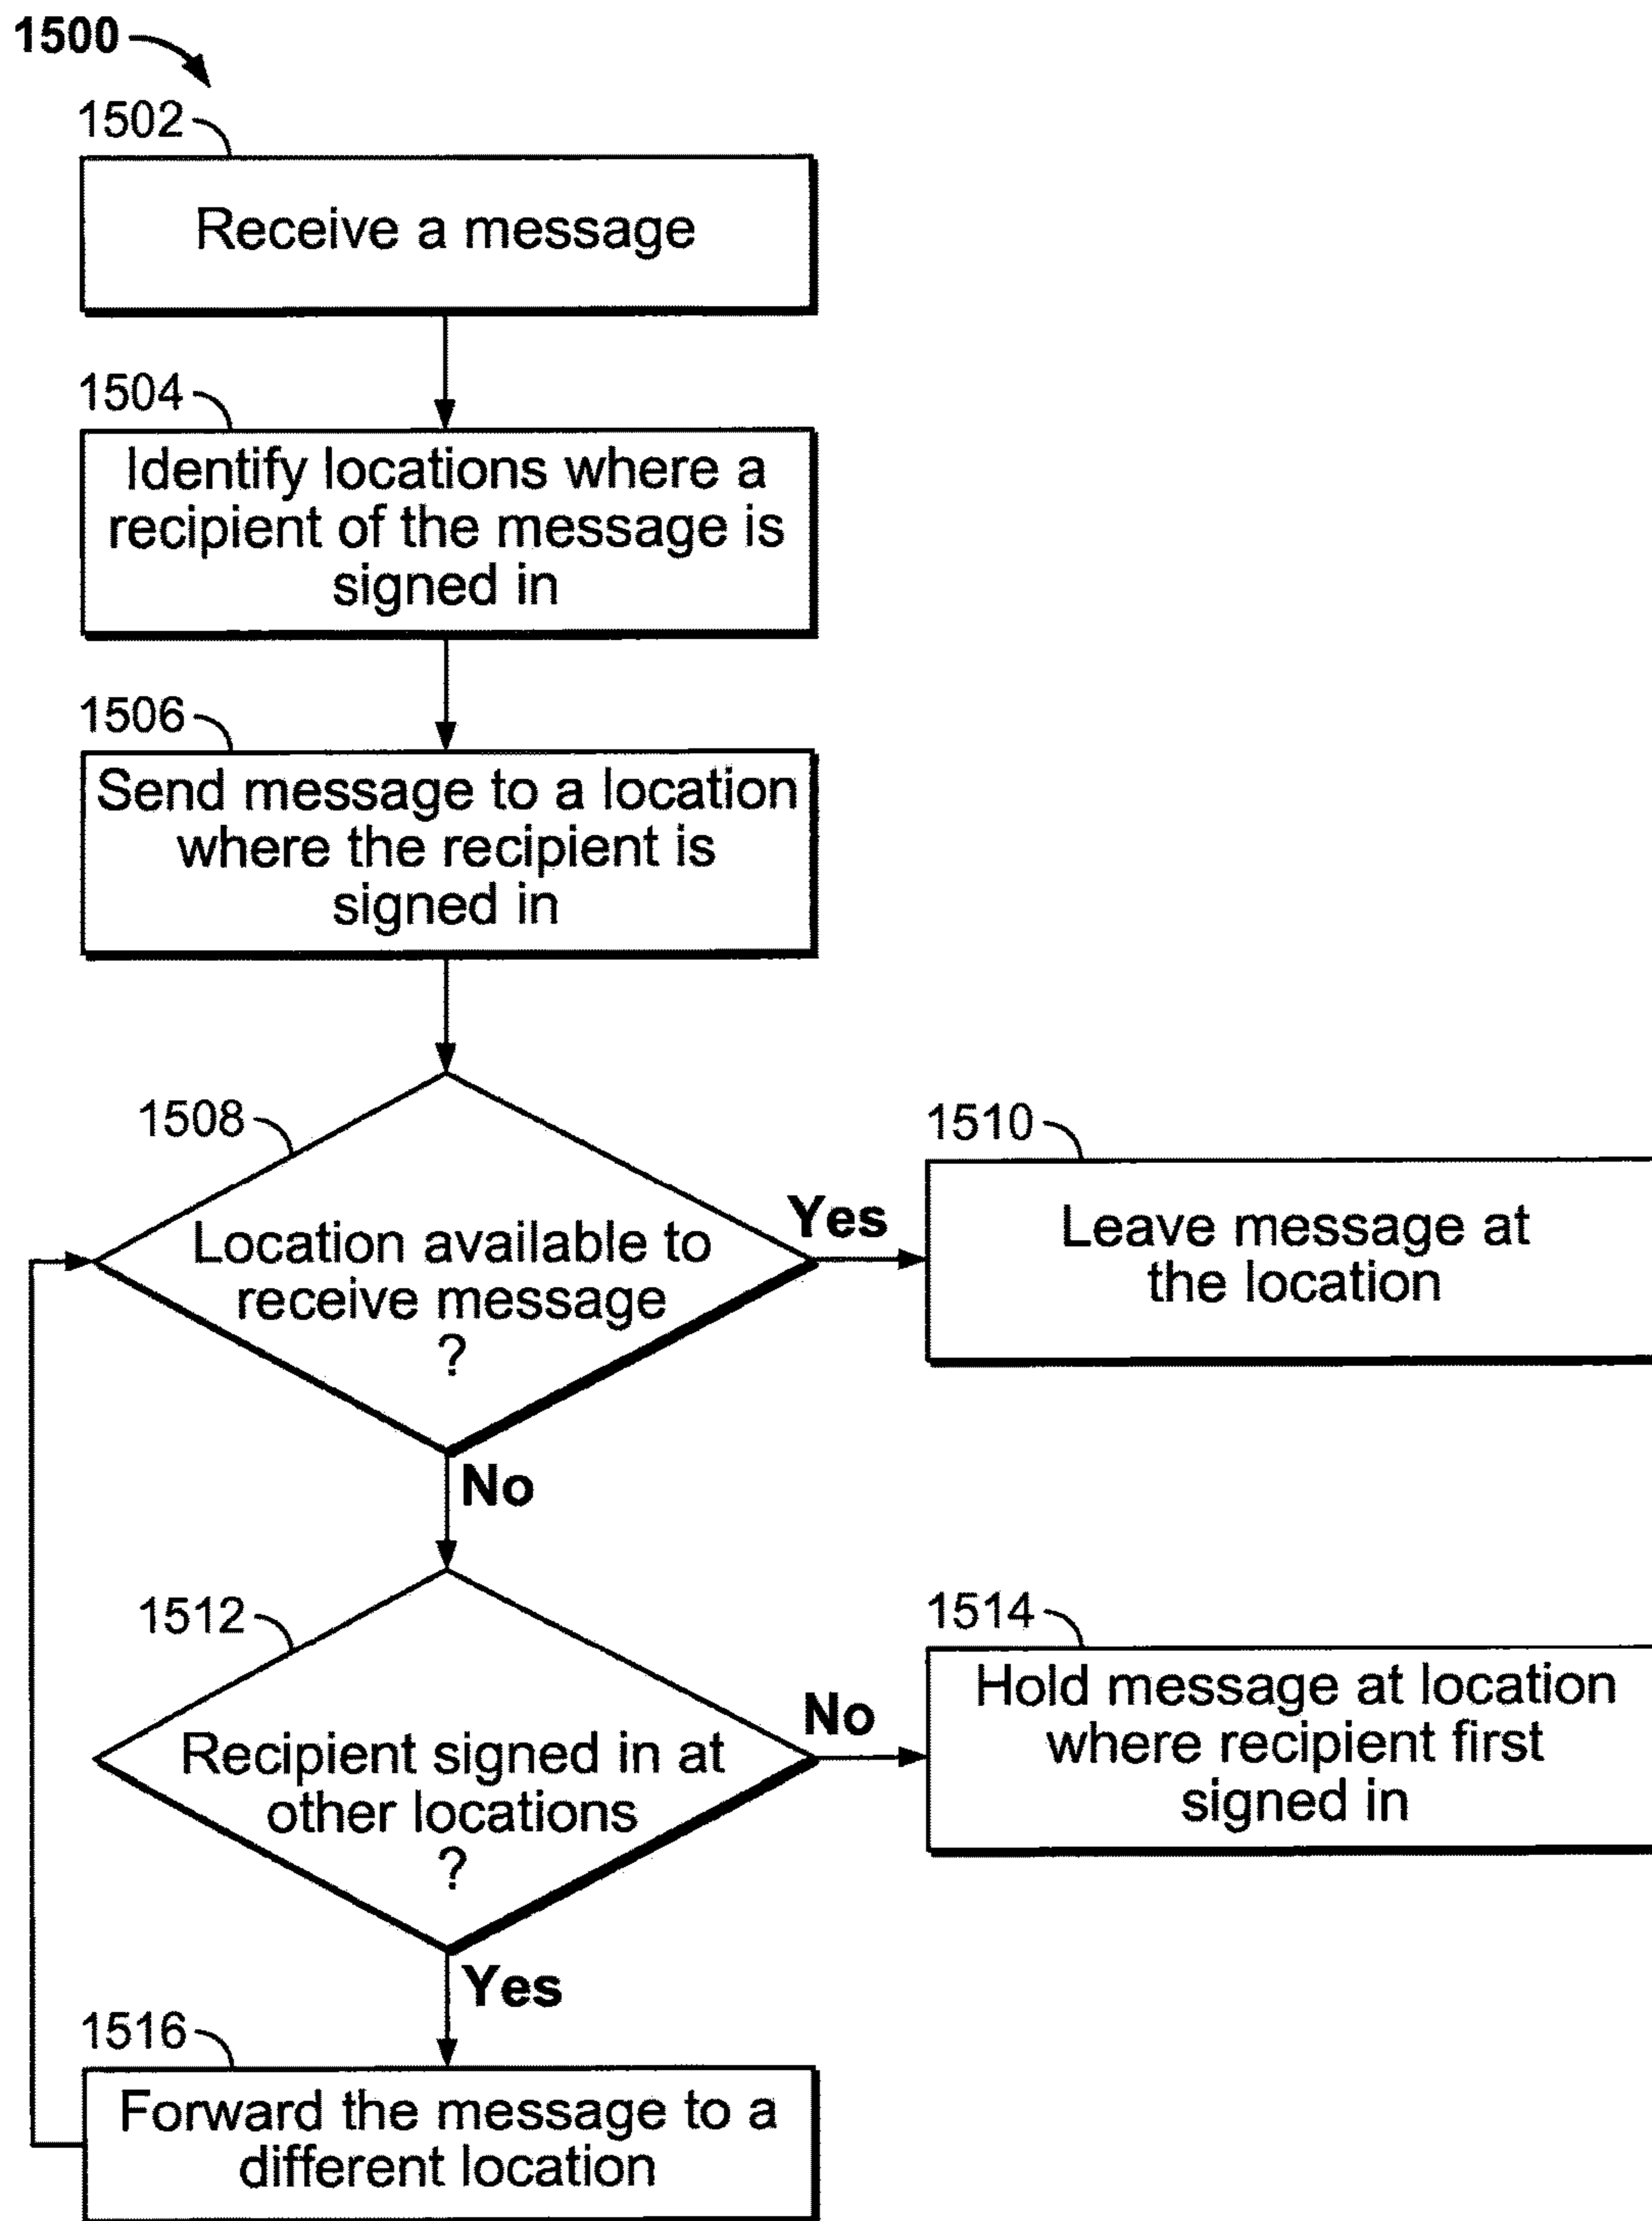 1500
1502
Receive a message
1504
Identify locations where a
recipient of the message is
signed in
1506
Send message to a location
where the recipient is
signed in
1508
Location available to
receive message
?
Yes
1510
Leave message at
the location
No
1512
Recipient signed in at
other locations
?
No
1514
Hold message at location
where recipient first
signed in
Yes
1516
Forward the message to a
different location